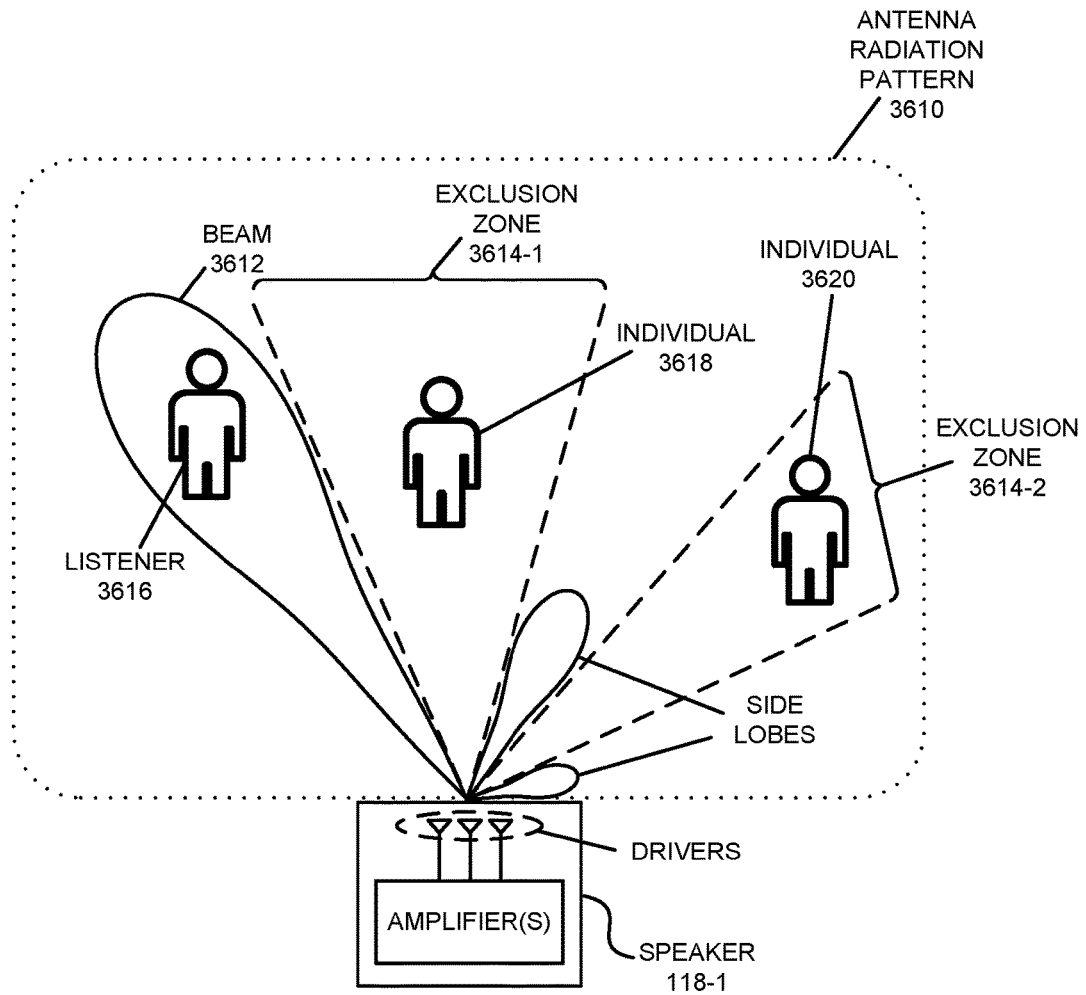 ANTENNA
RADIATION
PATTERN
3610
EXCLUSION
ZONE
3614-1
BEAM
3612
INDIVIDUAL
3620
INDIVIDUAL
3618
EXCLUSION
ZONE
3614-2
LISTENER
3616
SIDE
LOBES
DRIVERS
AMPLIFIER(S)
SPEAKER
118-1